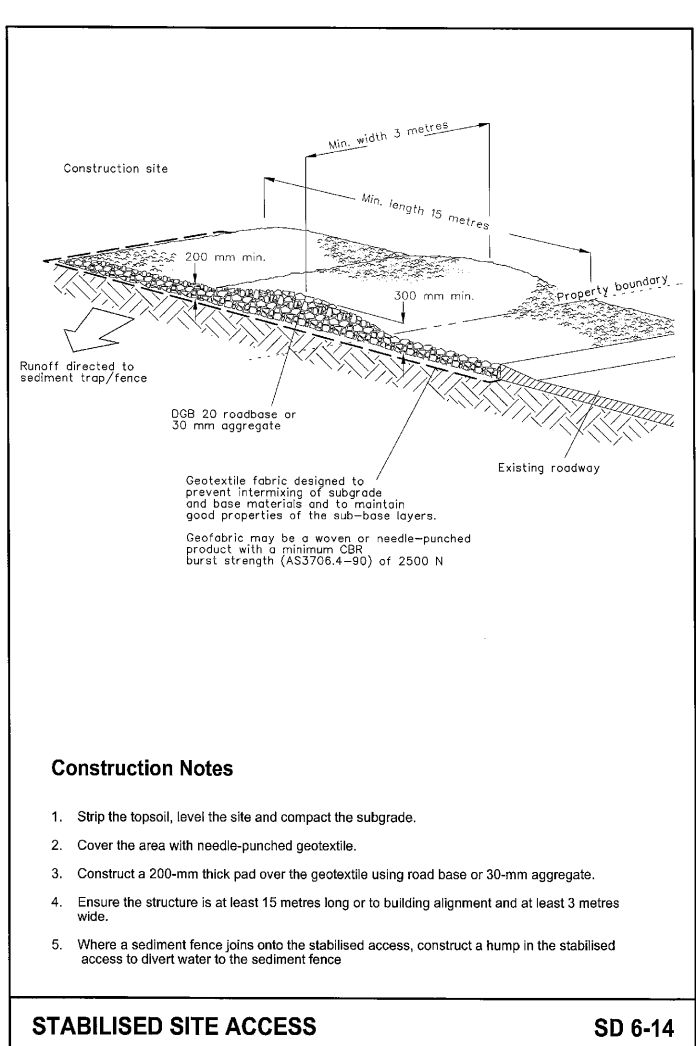 Min. width 3 metres
Construction site
Min. length 15 metres
200 mm min.
300 mm min.
Property boundary
Runoff directed to
sediment trap/fence
DGB 20 roadbase or
30 mm aggregate
Existing roadway
Geotextile fabric designed to
prevent intermixing of subgrade
and base materials and to maintain
good properties of the sub-base layers.
Geofabric may be a woven or needle-punched
product with a minimum CBR
burst strength (AS3706.4-90) of 2500 N
Construction Notes
1. Strip the topsoil, level the site and compact the subgrade.
2. Cover the area with needle-punched geotextile.
3. Construct a 200-mm thick pad over the geotextile using road base or 30-mm aggregate.
4. Ensure the structure is at least 15 metres long or to building alignment and at least 3 metres
wide.
5. Where a sediment fence joins onto the stabilised access, construct a hump in the stabilised
access to divert water to the sediment fence
STABILISED SITE ACCESS SD 6-14